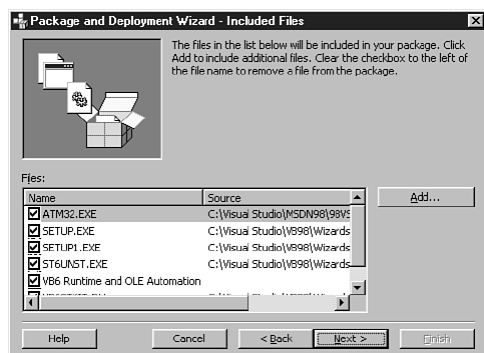 Package and Deployment Wizard - Included Files
The files in the list below will be included in your package. Click
Add to include additional files. Clear the checkbox to the left of
the file name to remove a file from the package.
Files:
Name Source
Add...
ATM32.EXE C:\Visual Studio\MSDN98\98VS
SETUP.EXE C:\Visual Studio\VB98\Wizards
SETUP1.EXE C:\Visual Studio\VB98\Wizards
ST6UNST.EXE C:\Visual Studio\VB98\Wizards
VB6 Runtime and OLE Automation
Help Cancel < Back Next > Finish